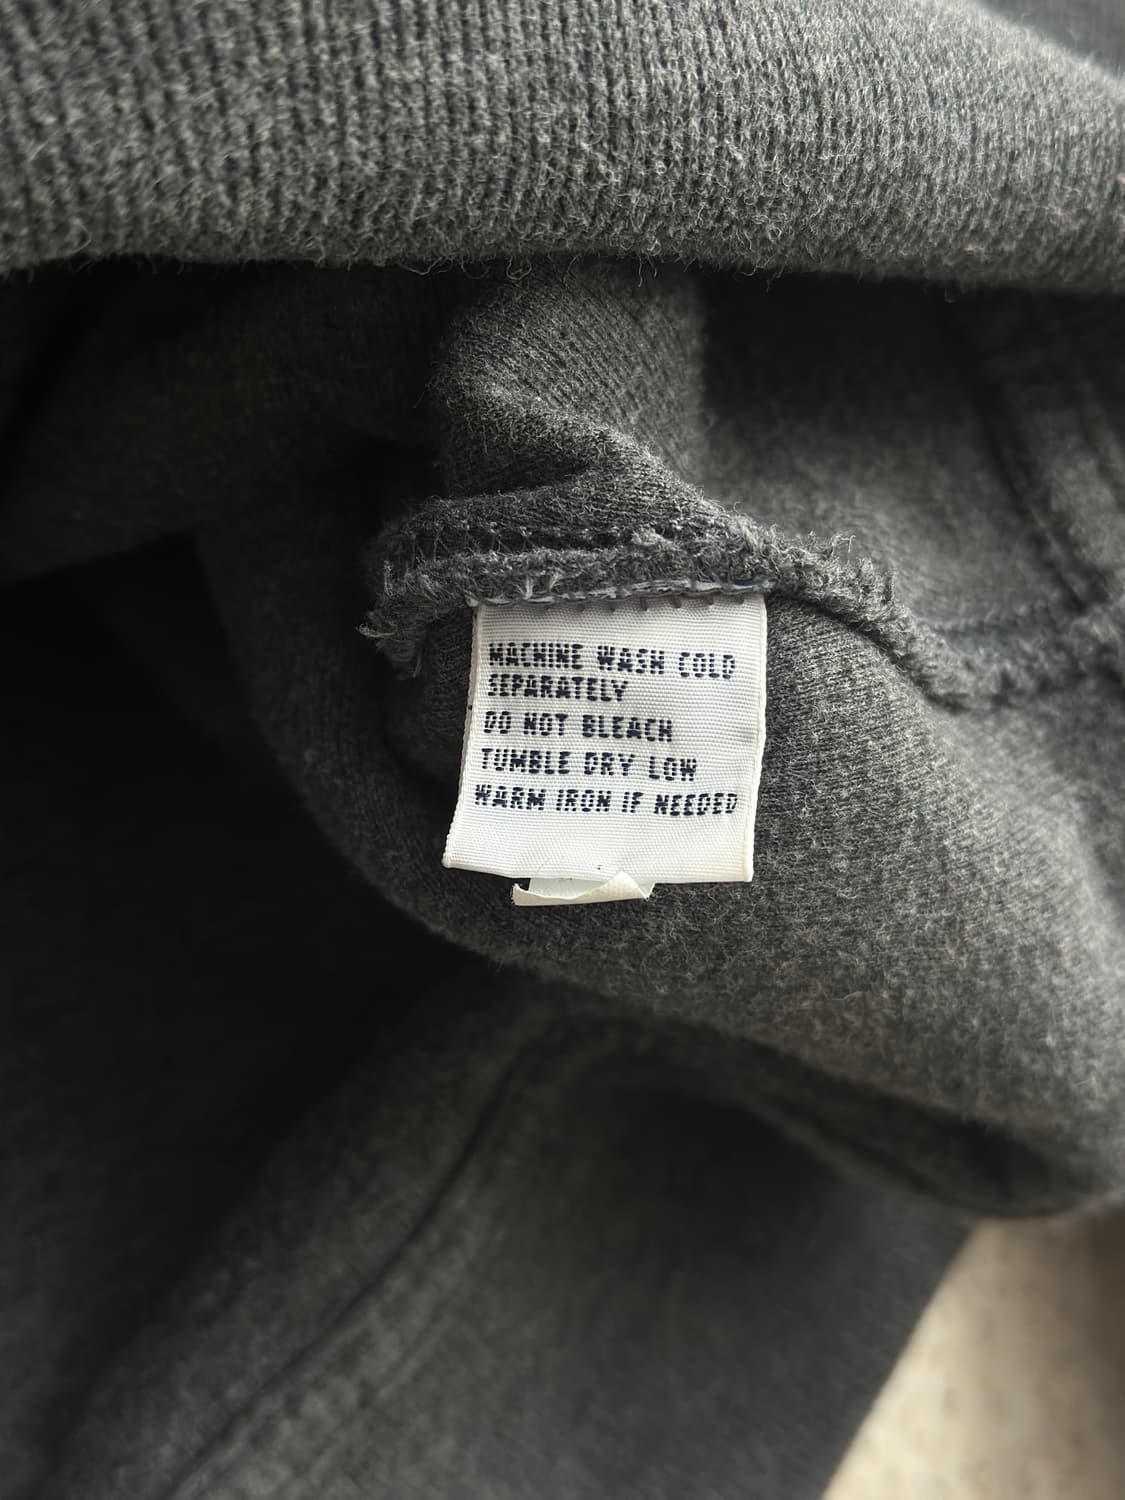 MACHINE WASH COLD
SEPARATELY
DO NOT BLEACH
TUMBLE DRY LOW
WARM IRON IF NEEDED